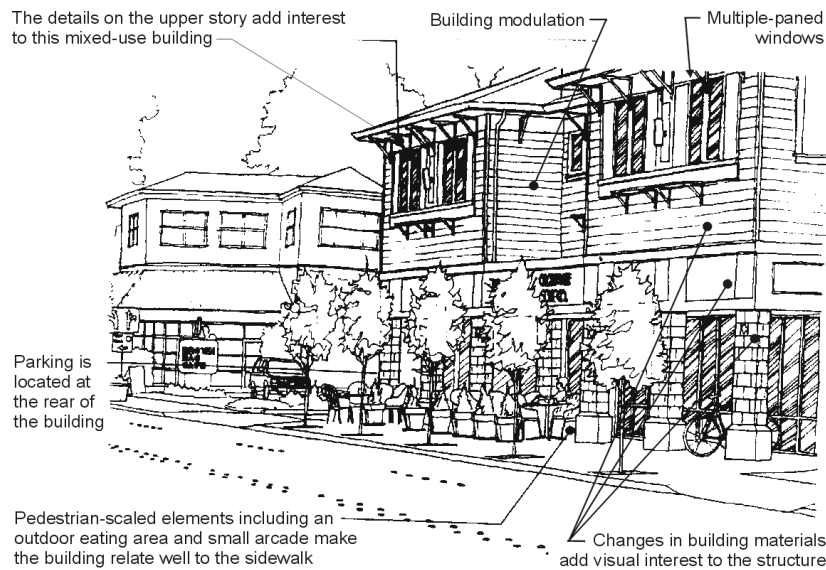 The details on the upper story add interest
to this mixed-use building
Building modulation
Multiple-paned
windows
Parking is
located at
the rear of
the building
Pedestrian-scaled elements including an
outdoor eating area and small arcade make
the building relate well to the sidewalk
Changes in building materials
add visual interest to the structure